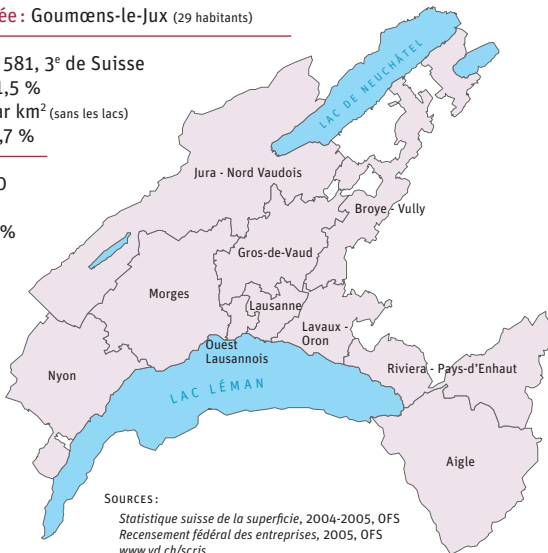 ée : Goumœns-le-Jux (29 habitants)
581, 3e de Suisse
1,5 %
ar km² (sans les lacs)
,7 %
%
LAC DE NEUCHÂTEL
Jura - Nord Vaudois
Broye - Vully
Gros-de-Vaud
Morges
Lausanne
Lavaux -
Oron
Ouest
Lausannois
Nyon
Riviera - Pays-d'Enhaut
LAC LÉMAN
Aigle
SOURCES :
Statistique suisse de la superficie, 2004-2005, OFS
Recensement fédéral des entreprises, 2005, OFS
www.vd.ch/scris